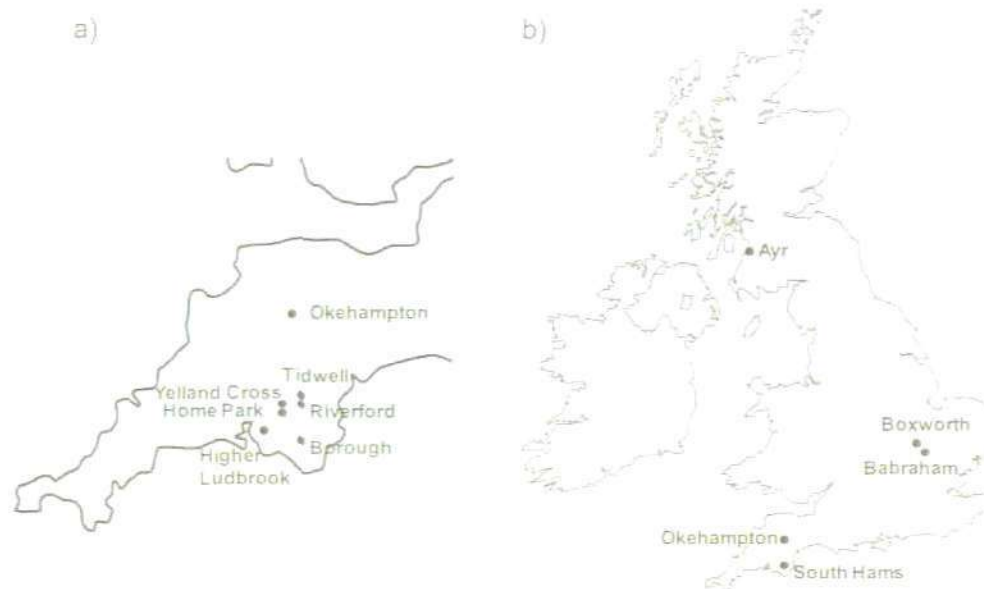 a)
Okehampton
Tidwell
Yelland Cross
Home Park
Riverford
Higher
Ludbrook
Borough
b)
Ayr
Boxworth
Babraham
Okehampton
South Hams